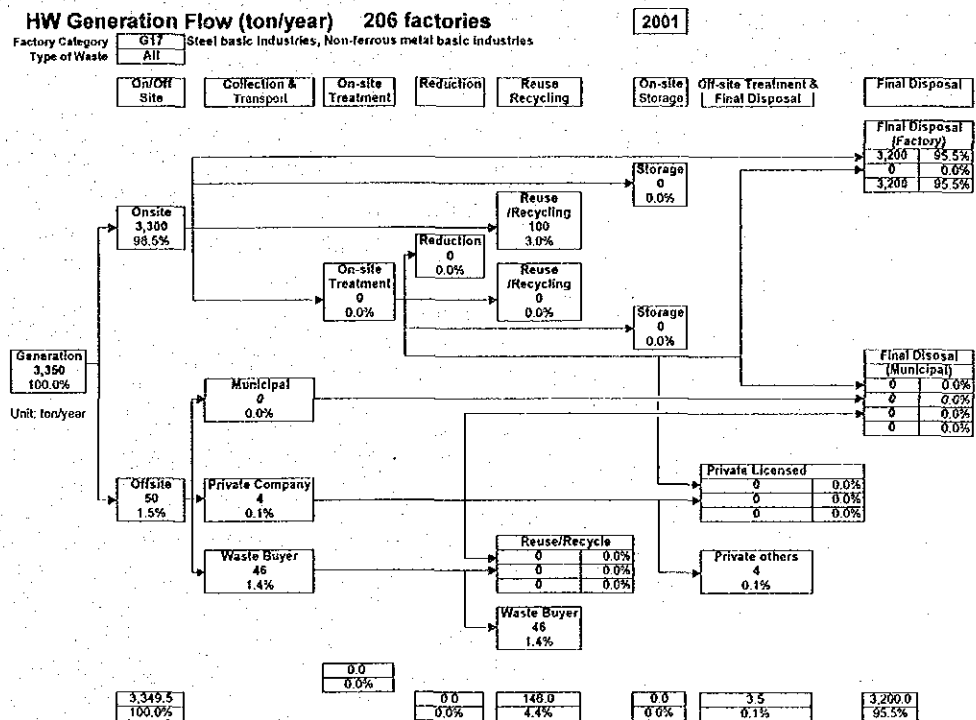 HW Generation Flow (ton/year) 206 factories 2001
Factory Category G17 Steel basic Industries, Non-ferrous metal basic industries
Type of Waste All
On/Off Site
Collection & Transport
On-site Treatment
Reduction
Reuse Recycling
On-site Storage
Off-site Treatment & Final Disposal
Final Disposal
Final Disposal
(Factory)
3,200 95.5%
0 0.0%
3,200 95.5%
Storage
0
0.0%
Onsite
3,300
98.5%
Reuse
/Recycling
100
3.0%
Reduction
0
0.0%
On-site
Treatment
0
0.0%
Reuse
/Recycling
0
0.0%
Storage
0
0.0%
Generation
3,350
100.0%
Unit; ton/year
Municipal
0
0.0%
Final Disosal
(Municipal)
0 0.0%
0 0.0%
0 0.0%
0 0.0%
Offsite
50
1.5%
Private Company
4
0.1%
Private Licensed
0 0.0%
0 0.0%
0 0.0%
Waste Buyer
46
1.4%
Reuse/Recycle
0 0.0%
0 0.0%
0 0.0%
Private others
4
0.1%
Waste Buyer
46
1.4%
0.0
0.0%
3,349.5 0.0 146.0 0.0 3.5 3,200.0
100.0% 0.0% 4.4% 0.0% 0.1% 95.5%